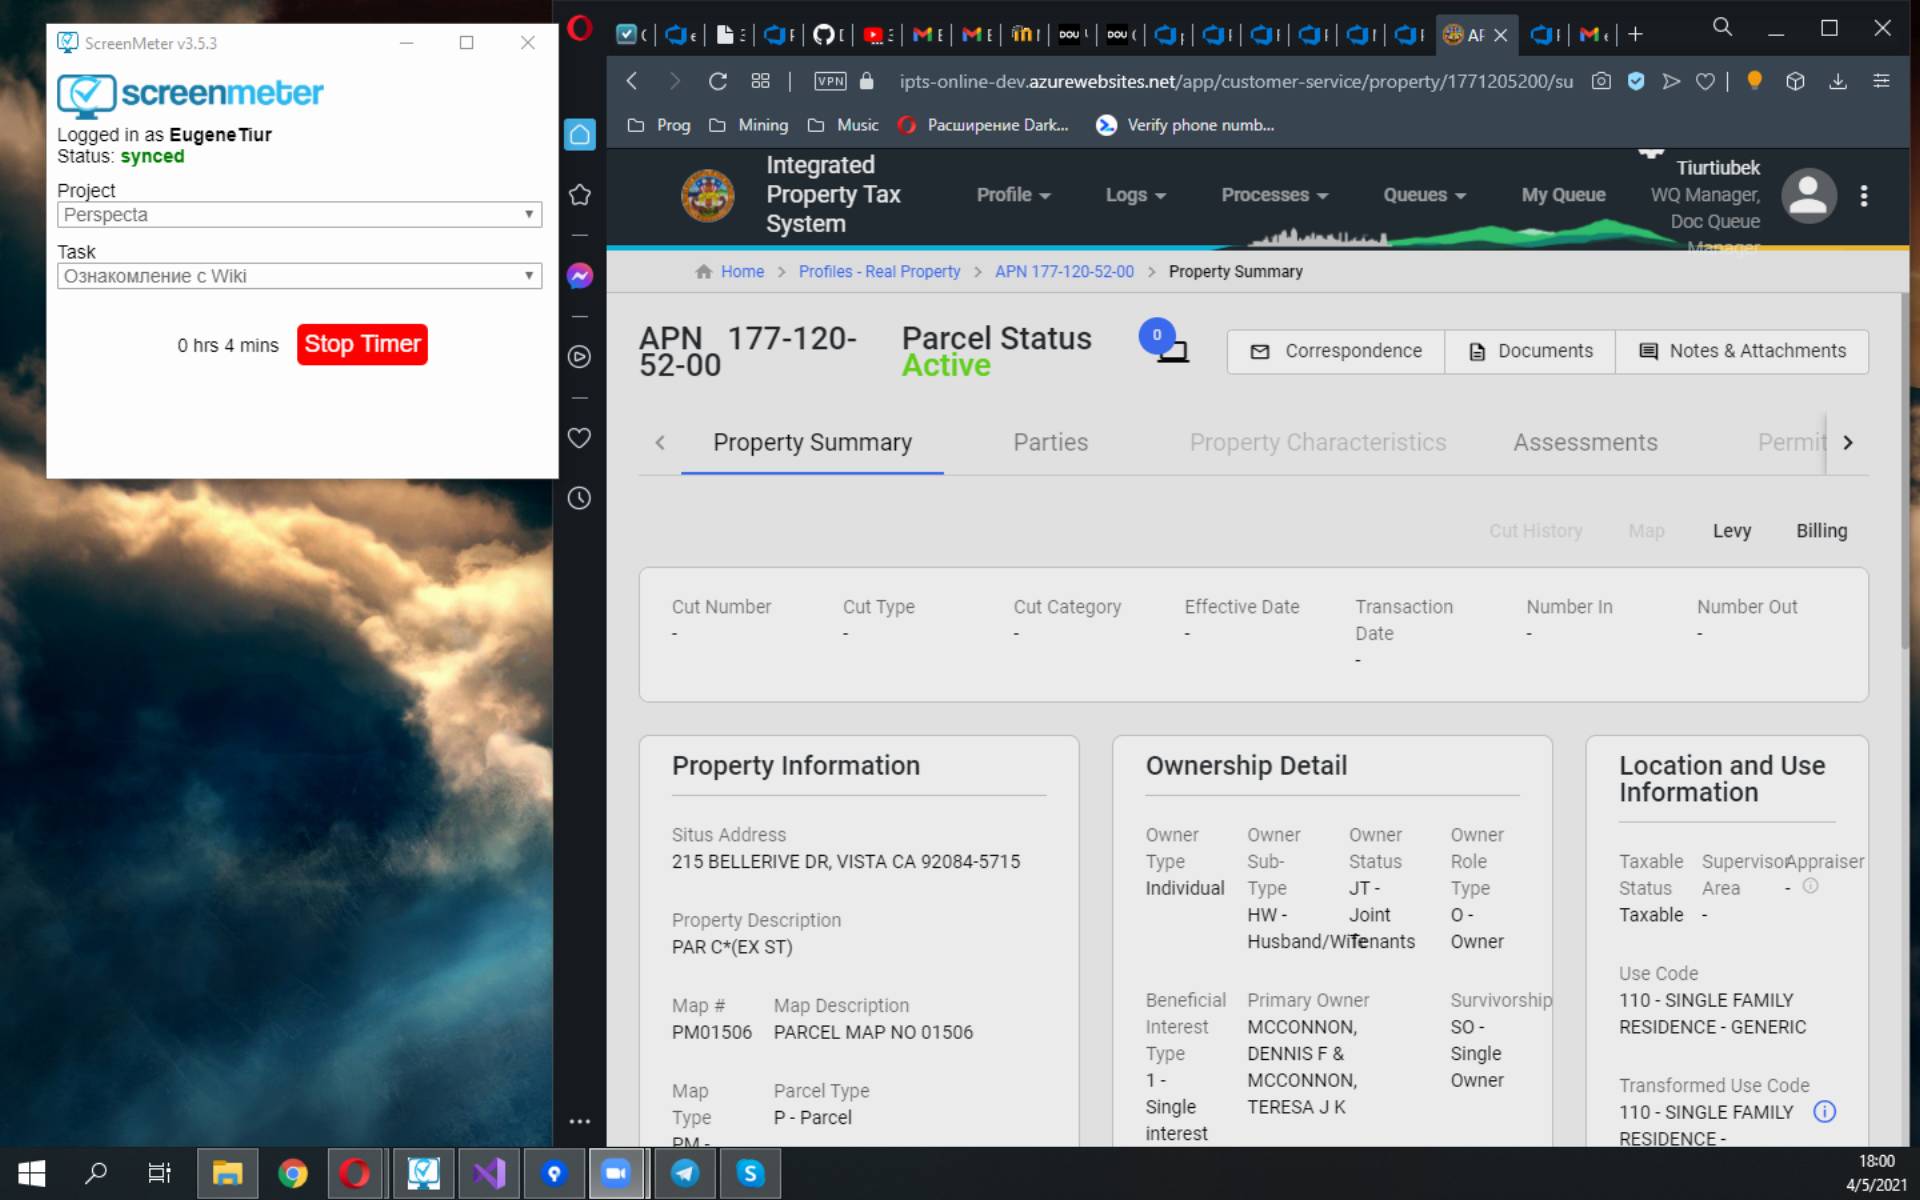 ScreenMeter v3.5.3
screenmeter
Logged in as EugeneTiur
Status: synced
Project
Perspecta
Task
Ознакомление с Wiki
0 hrs 4 mins
Stop Timer
DOU
DOU
VPN
ipts-online-dev.azurewebsites.net/app/customer-service/property/1771205200/su
Prog
Mining
Music
Расширение Dark...
Verify phone numb...
Integrated
Property Tax
System
Profile
Logs
Processes
Queues
My Queue
Tiurtiubek
WQ Manager,
Doc Queue
Manager
Home
Profiles - Real Property
APN 177-120-52-00
Property Summary
APN 177-120-
52-00
Parcel Status
Active
0
Correspondence
Documents
Notes & Attachments
Property Summary
Parties
Property Characteristics
Assessments
Permit
Cut History
Map
Levy
Billing
Cut Number
-
Cut Type
-
Cut Category
-
Effective Date
-
Transaction
Date
-
Number In
-
Number Out
-
Property Information
Situs Address
215 BELLERIVE DR, VISTA CA 92084-5715
Property Description
PAR C*(EX ST)
Map #
PM01506
Map Description
PARCEL MAP NO 01506
Map
Type
PM -
Parcel Type
P - Parcel
Ownership Detail
Owner
Type
Individual
Owner
Sub-
Type
HW -
Husband/Wife
Owner
Status
JT -
Joint
Tenants
Owner
Role
Type
O -
Owner
Beneficial
Interest
Type
1 -
Single
interest
Primary Owner
MCCONNON,
DENNIS F &
MCCONNON,
TERESA J K
Survivorship
SO -
Single
Owner
Location and Use
Information
Taxable
Status
Taxable
Supervisor
Area
-
Appraiser
-
Use Code
110 - SINGLE FAMILY
RESIDENCE - GENERIC
Transformed Use Code
110 - SINGLE FAMILY
RESIDENCE -
18:00
4/5/2021